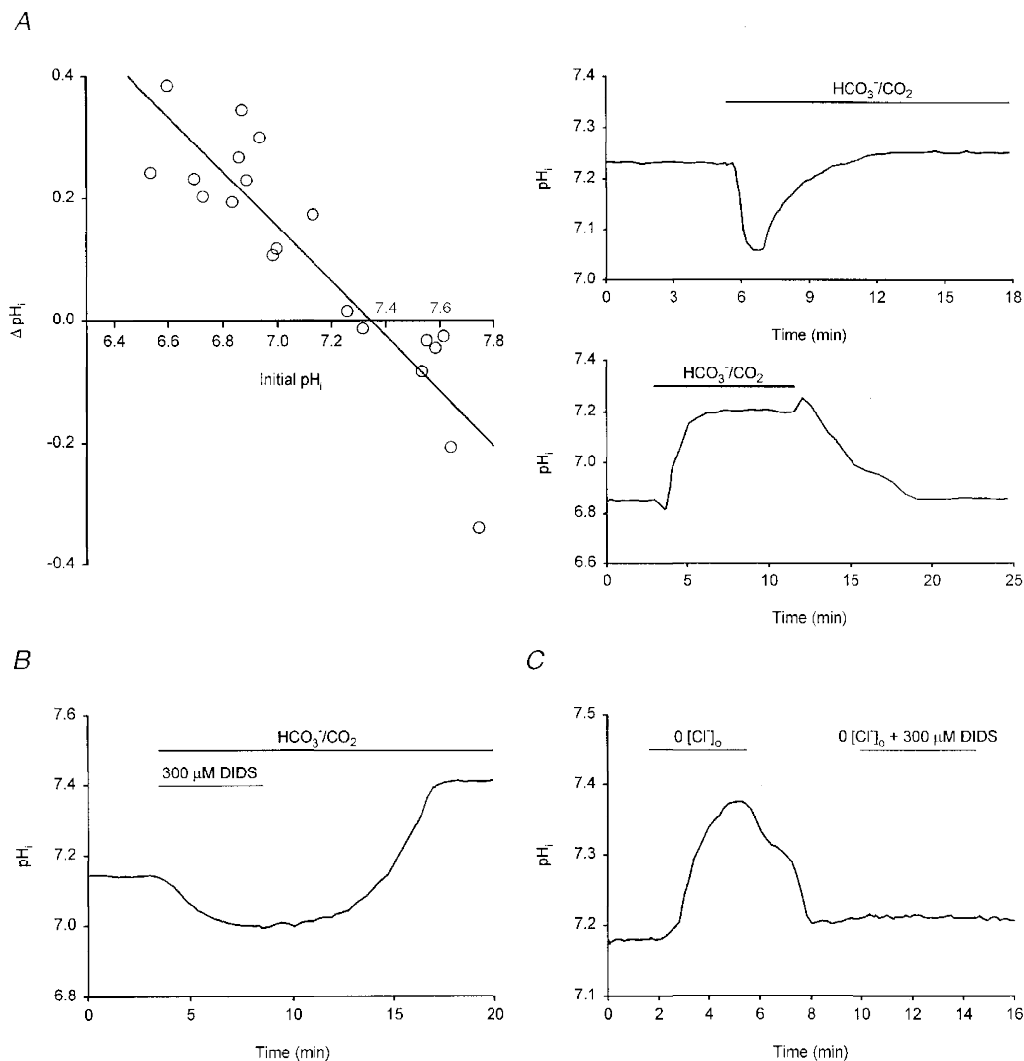 A
0.4
0.2
0.0
-0.2
-0.4
Δ pHᵢ
6.4 6.6 6.8 7.0 7.2 7.4 7.6 7.8
Initial pHᵢ
7.4
7.3
7.2
7.1
7.0
pHᵢ
HCO₃⁻/CO₂
0 3 6 9 12 15 18
Time (min)
7.4
7.2
7.0
6.8
6.6
pHᵢ
HCO₃⁻/CO₂
0 5 10 15 20 25
Time (min)
B
7.6
7.4
7.2
7.0
6.8
pHᵢ
HCO₃⁻/CO₂
300 μM DIDS
0 5 10 15 20
Time (min)
C
7.5
7.4
7.3
7.2
7.1
pHᵢ
0 [Cl⁻]ₒ
0 [Cl⁻]ₒ + 300 μM DIDS
0 2 4 6 8 10 12 14 16
Time (min)